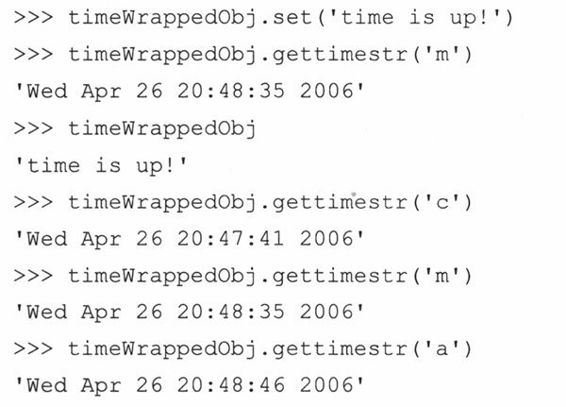 >>> timeWrappedObj.set('time is up!')
>>> timeWrappedObj.gettimestr('m')
'Wed Apr 26 20:48:35 2006'
>>> timeWrappedObj
'time is up!'
>>> timeWrappedObj.gettimestr('c')
'Wed Apr 26 20:47:41 2006'
>>> timeWrappedObj.gettimestr('m')
'Wed Apr 26 20:48:35 2006'
>>> timeWrappedObj.gettimestr('a')
'Wed Apr 26 20:48:46 2006'